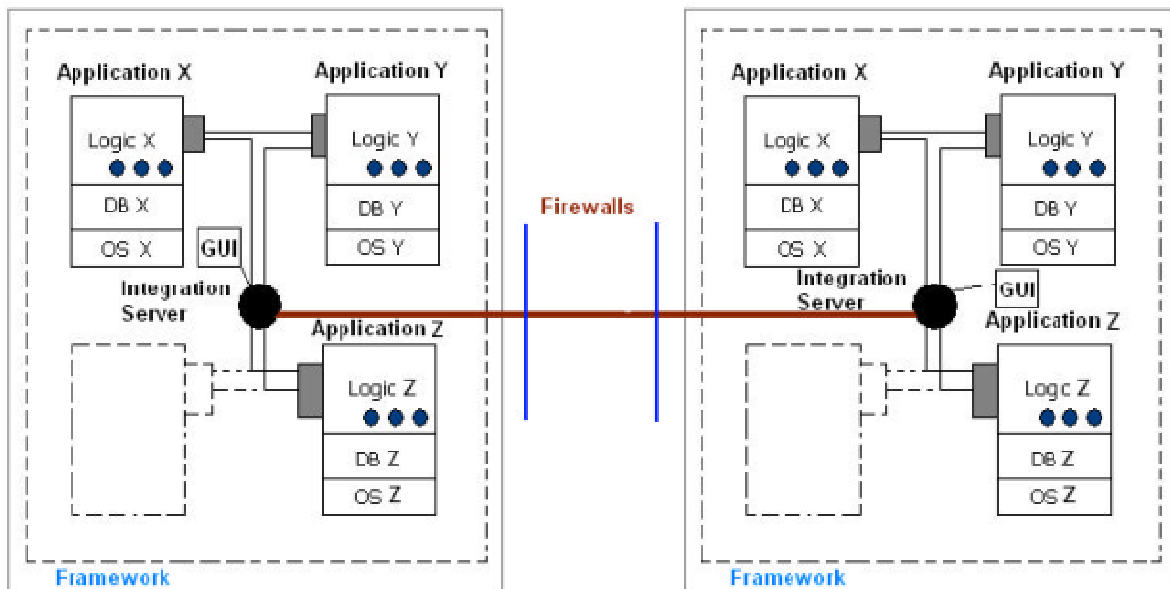 Application X
Application Y
Logic X
Logic Y
DB X
DB Y
OS X
OS Y
GUI
Integration
Server
Application Z
Logic Z
DB Z
OS Z
Framework
Firewalls
Application X
Application Y
Logic X
Logic Y
DB X
DB Y
OS X
OS Y
Integration
Server
GUI
Application Z
Logic Z
DB Z
OS Z
Framework